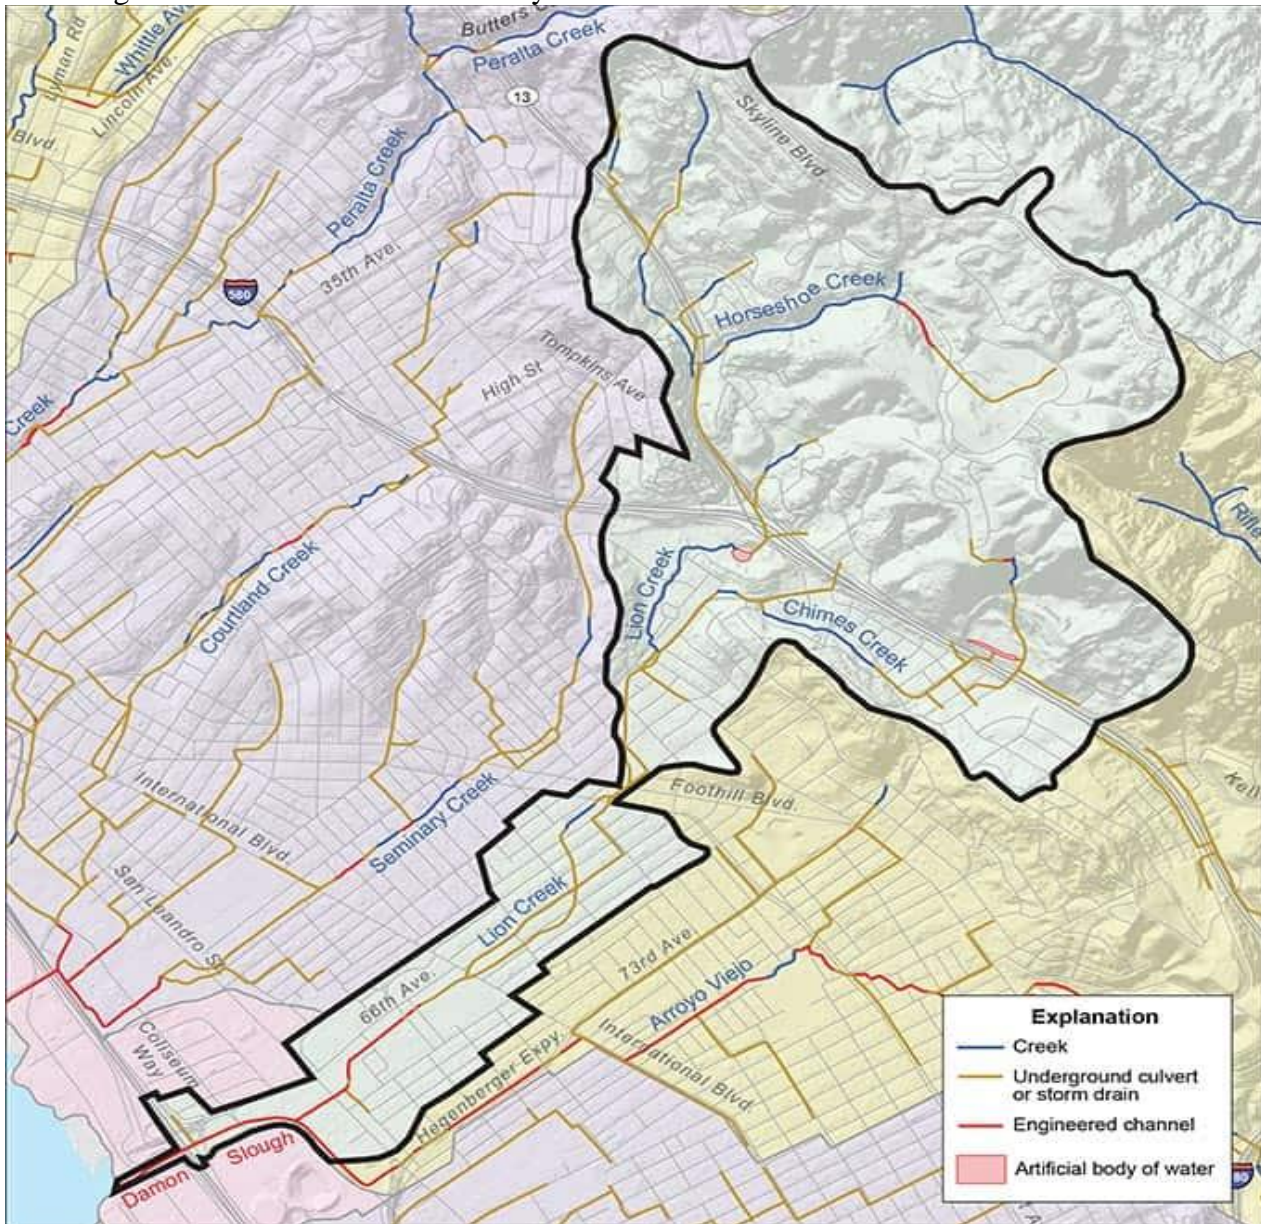 Butters
Peralta Creek
Lyman Rd
Whittle Ave
Lincoln Ave.
Blvd.
13
Skyline Blvd.
Peralta Creek
35th Ave.
580
Horseshoe Creek
Tompkins Ave
High St
Creek
Rifle
Courtland Creek
Lion Creek
Chimes Creek
Foothill Blvd.
Kell
International Blvd
Seminary Creek
San Leandro St
Lion Creek
66th Ave.
73rd Ave
Arroyo Viejo
Coliseum
Way
Hegenberger Expy.
International Blvd.
Damon Slough
Explanation
Creek
Underground culvert
or storm drain
Engineered channel
Artificial body of water